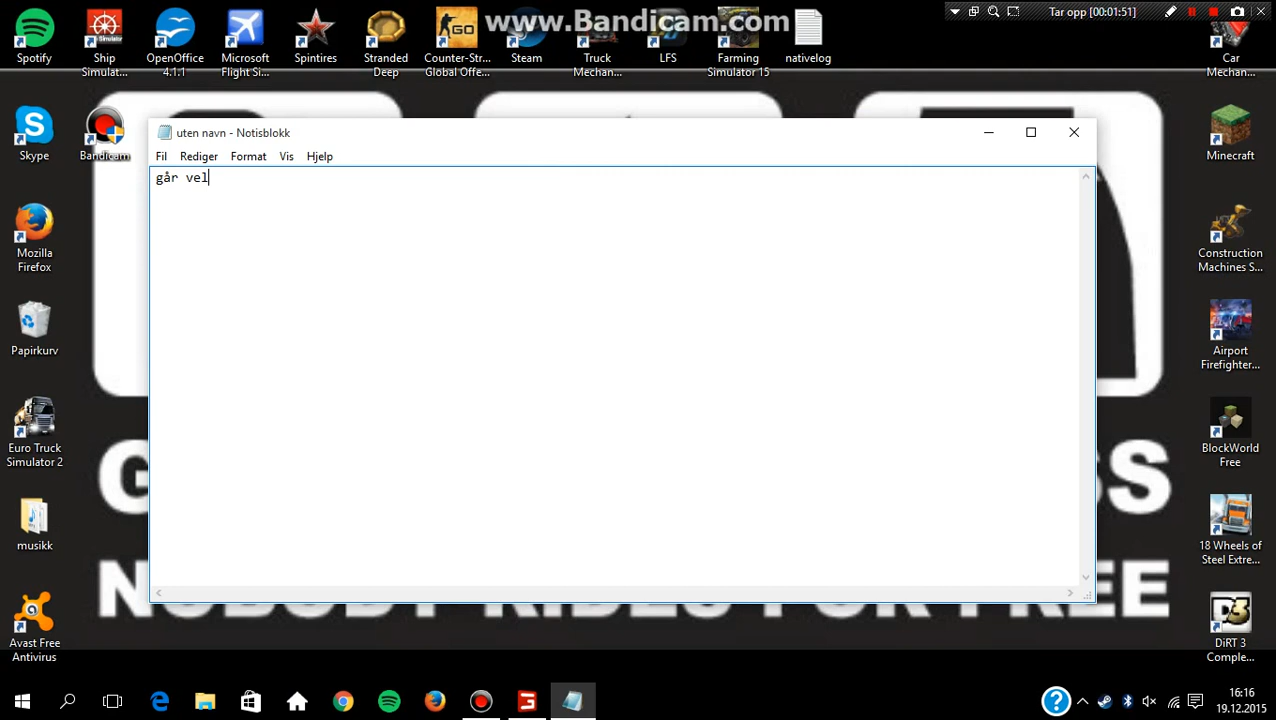 www.Bandicam.com
Tar opp [00:01:51]
Spotify
Ship
Simulat...
OpenOffice
4.1.1
Microsoft
Flight Si...
Spintires
Stranded
Deep
Counter-Str...
Global Offe...
Steam
Truck
Mechan...
LFS
Farming
Simulator 15
nativelog
Car
Mechan...
Skype
Bandicam
uten navn - Notisblokk
Fil Rediger Format Vis Hjelp
går vel
Minecraft
Mozilla
Firefox
Construction
Machines S...
Papirkurv
Airport
Firefighter...
Euro Truck
Simulator 2
BlockWorld
Free
musikk
18 Wheels of
Steel Extre...
Avast Free
Antivirus
NOBODY RIDES FOR FREE
DiRT 3
Comple...
16:16
19.12.2015